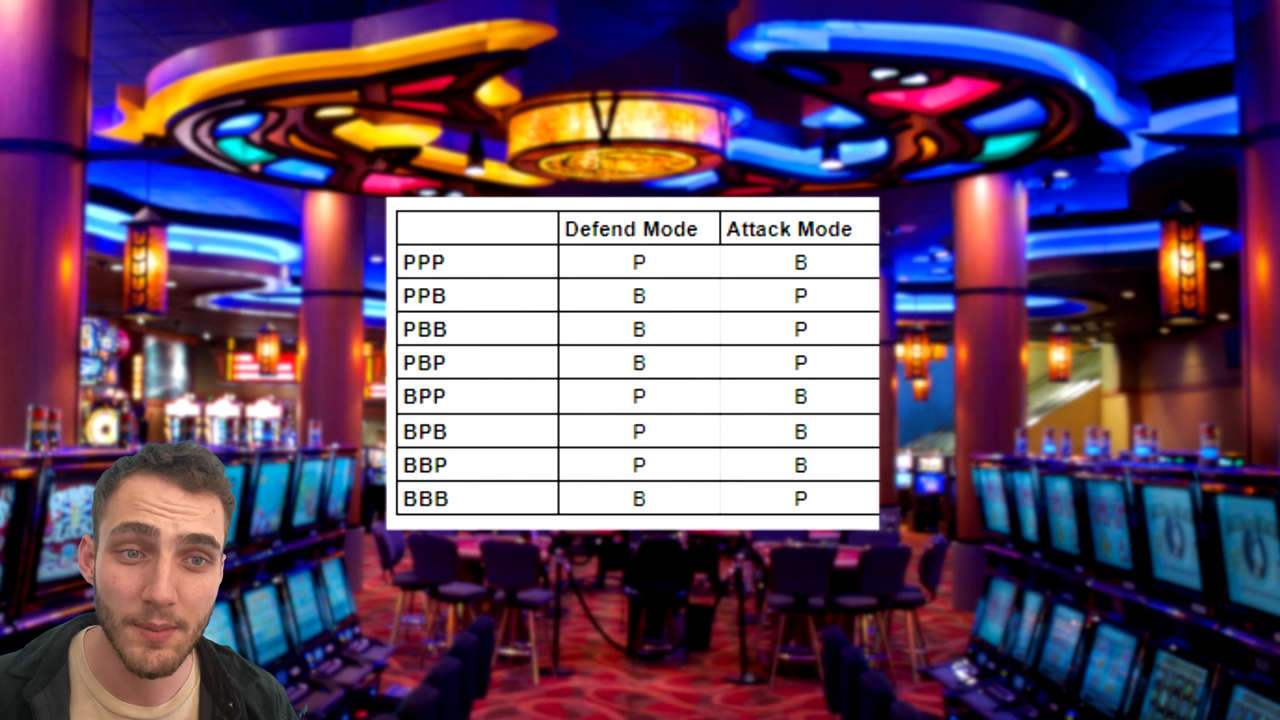 Defend Mode Attack Mode
PPP P B
PPB B P
PBB B P
PBP B P
BPP P B
BPB P B
BBP P B
BBB B P